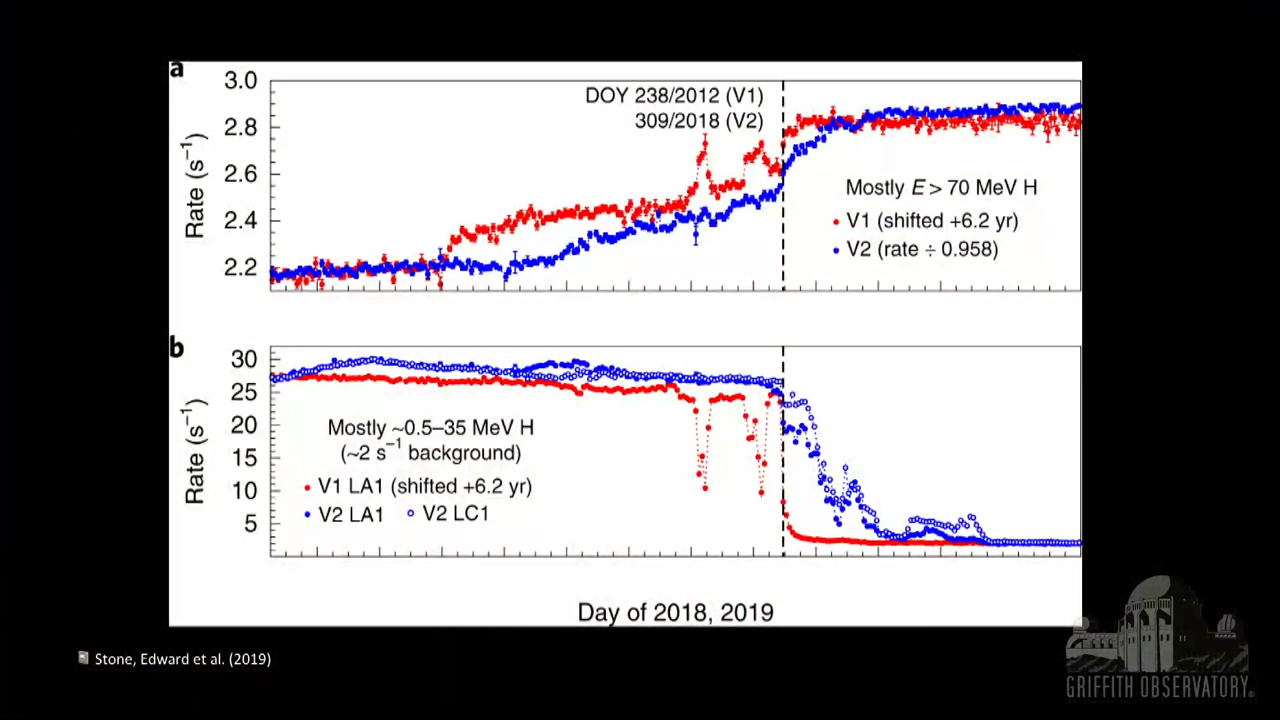 a
3.0
2.8
2.6
2.4
2.2
Rate (s⁻¹)
DOY 238/2012 (V1)
309/2018 (V2)
Mostly E > 70 MeV H
V1 (shifted +6.2 yr)
V2 (rate ÷ 0.958)
b
30
25
20
15
10
5
Rate (s⁻¹)
Mostly ~0.5–35 MeV H
(~2 s⁻¹ background)
V1 LA1 (shifted +6.2 yr)
V2 LA1 V2 LC1
Day of 2018, 2019
Stone, Edward et al. (2019)
GRIFFITH OBSERVATORY®